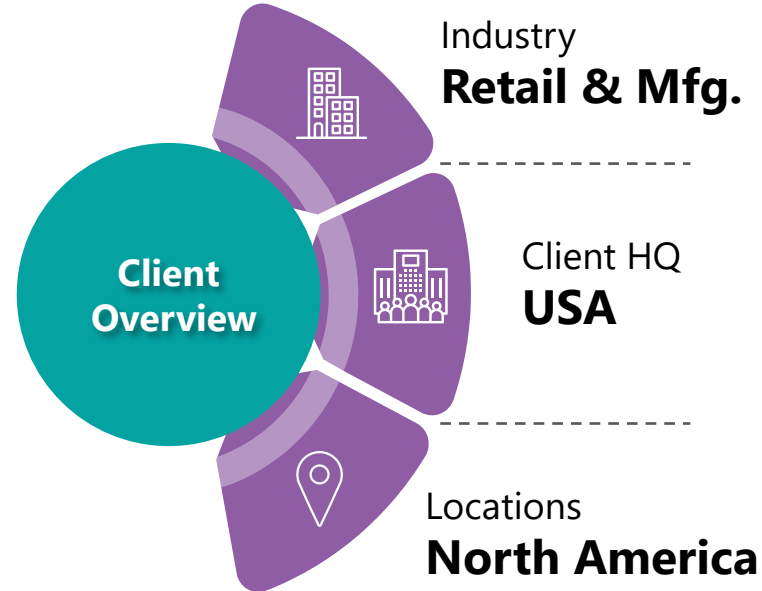 Industry
Retail & Mfg.
Client
Overview
Client HQ
USA
Locations
North America